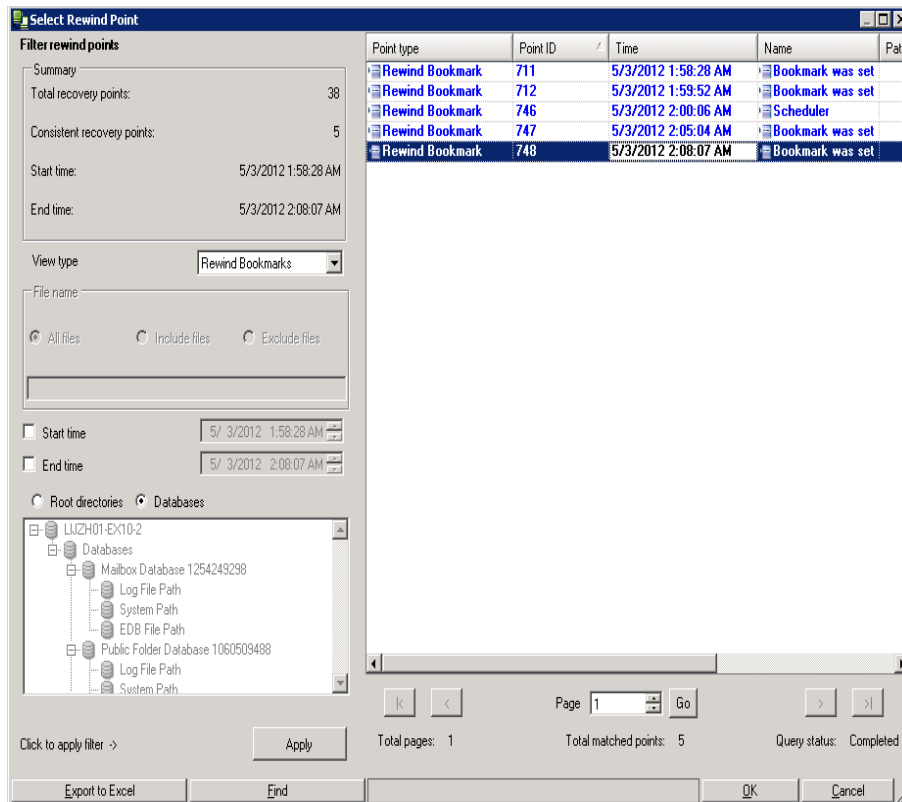 Select Rewind Point
Filter rewind points
Summary
Total recovery points: 38
Consistent recovery points: 5
Start time: 5/3/2012 1:58:28 AM
End time: 5/3/2012 2:08:07 AM
View type Rewind Bookmarks
File name
All files Include files Exclude files
Start time 5/ 3/2012 1:58:28 AM
End time 5/ 3/2012 2:08:07 AM
Root directories Databases
LIJZH01-EX10-2
Databases
Mailbox Database 1254249298
Log File Path
System Path
EDB File Path
Public Folder Database 1060509488
Log File Path
System Path
Click to apply filter -> Apply
Export to Excel Find
Point type Point ID Time Name Pat
Rewind Bookmark 711 5/3/2012 1:58:28 AM Bookmark was set
Rewind Bookmark 712 5/3/2012 1:59:52 AM Bookmark was set
Rewind Bookmark 746 5/3/2012 2:00:06 AM Scheduler
Rewind Bookmark 747 5/3/2012 2:05:04 AM Bookmark was set
Rewind Bookmark 748 5/3/2012 2:08:07 AM Bookmark was set
Page 1 Go
Total pages: 1 Total matched points: 5 Query status: Completed
OK Cancel